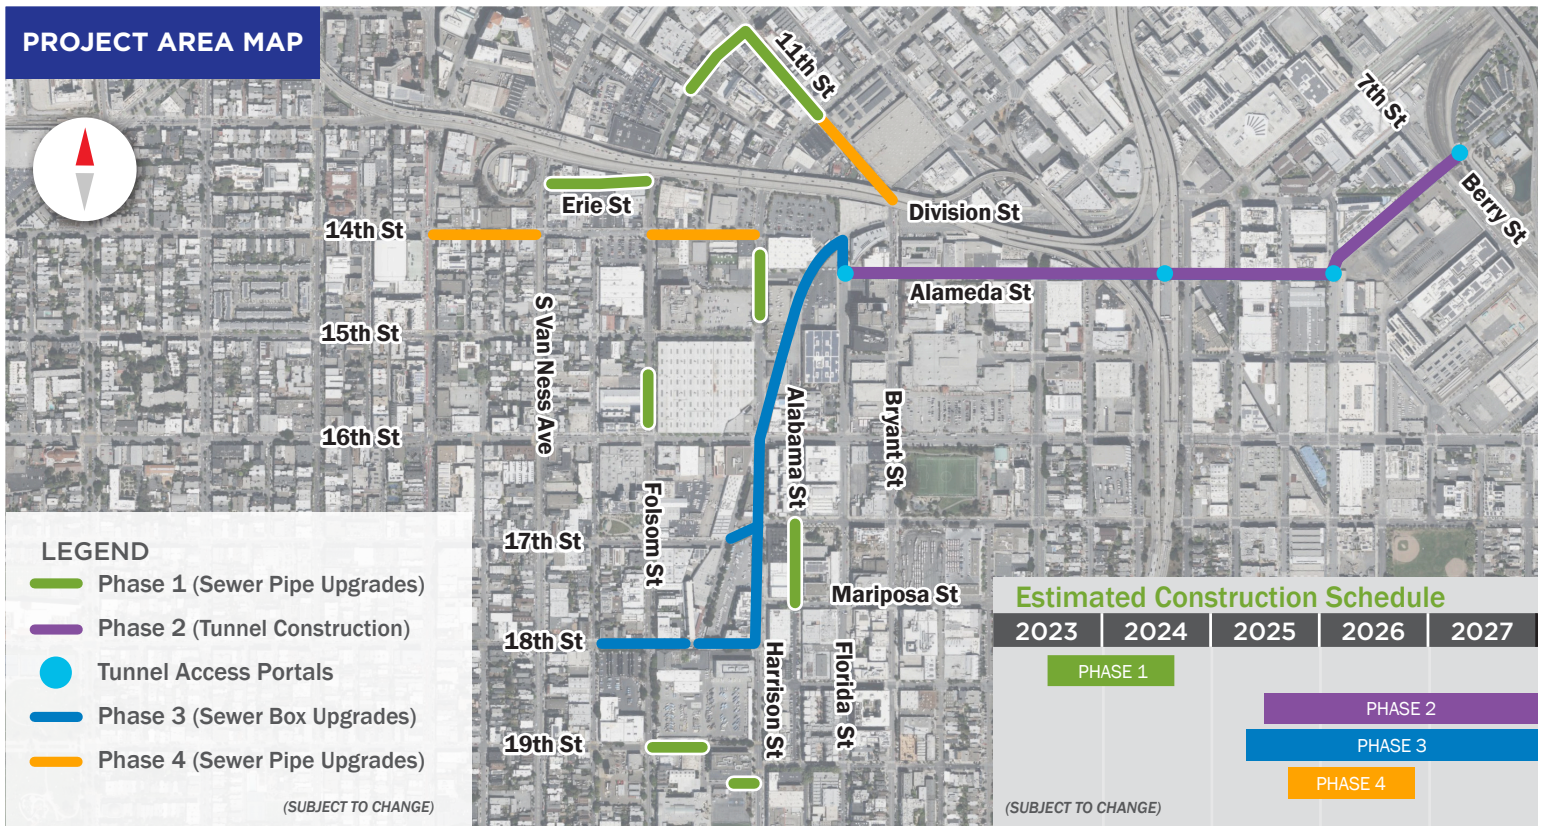 PROJECT AREA MAP
11th St
7th St
Erie St
Division St
Berry St
14th St
Alameda St
S Van Ness Ave
15th St
Alabama St
Bryant St
16th St
Folsom St
17th St
Mariposa St
18th St
Harrison St
Florida St
19th St
LEGEND
Phase 1 (Sewer Pipe Upgrades)
Phase 2 (Tunnel Construction)
Tunnel Access Portals
Phase 3 (Sewer Box Upgrades)
Phase 4 (Sewer Pipe Upgrades)
(SUBJECT TO CHANGE)
Estimated Construction Schedule
2023 2024 2025 2026 2027
PHASE 1
PHASE 2
PHASE 3
PHASE 4
(SUBJECT TO CHANGE)